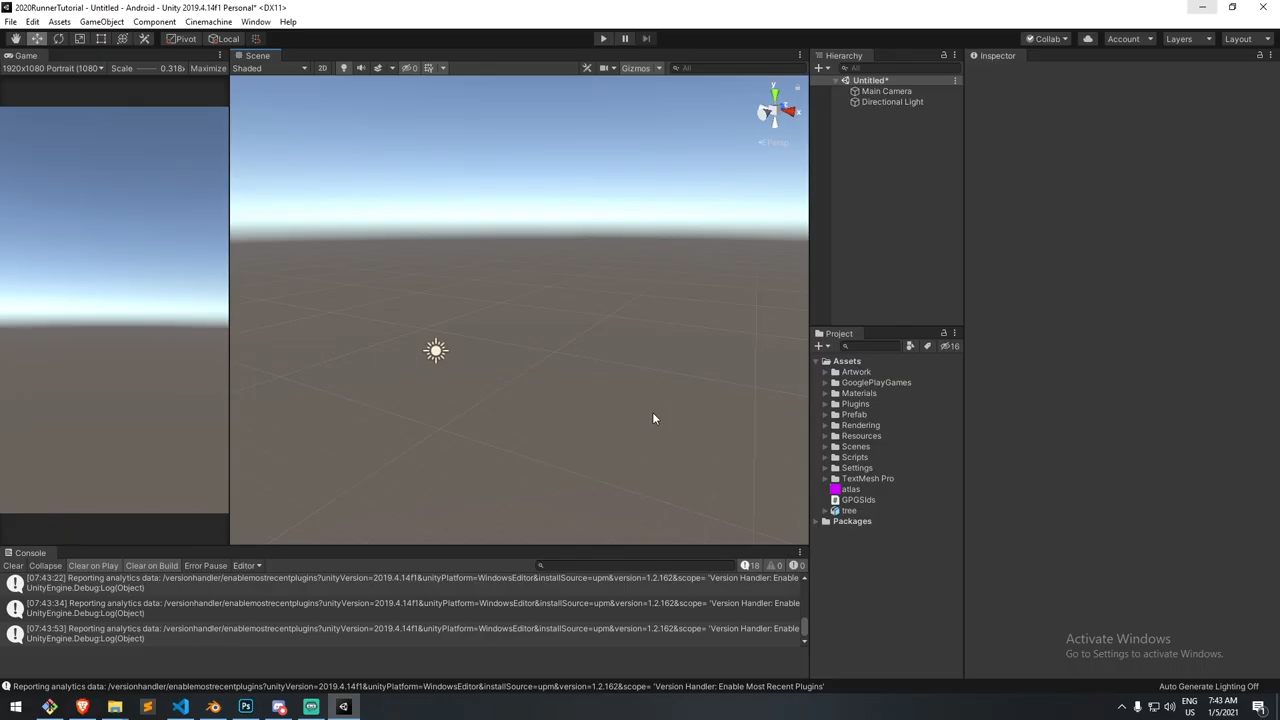 2020RunnerTutorial - Untitled - Android - Unity 2019.4.14f1 Personal* <DX11>
File Edit Assets GameObject Component Cinemachine Window Help
Pivot Local Collab Account Layers Layout
Game Scene Hierarchy Inspector
1920x1080 Portrait (1080 Scale 0.318 Maximize Shaded 2D 0 Gizmos All All
Untitled*
Main Camera
Directional Light
y
x
z
Persp
Project
16
Assets
Artwork
GooglePlayGames
Materials
Plugins
Prefab
Rendering
Resources
Scenes
Scripts
Settings
TextMesh Pro
atlas
GPGSIds
tree
Packages
Console
Clear Collapse Clear on Play Clear on Build Error Pause Editor 18 0 0
[07:43:22] Reporting analytics data: /versionhandler/enablemostrecentplugins?unityVersion=2019.4.14f1&unityPlatform=WindowsEditor&installSource=upm&version=1.2.162&scope= 'Version Handler: Enable
UnityEngine.Debug:Log(Object)
[07:43:34] Reporting analytics data: /versionhandler/enablemostrecentplugins?unityVersion=2019.4.14f1&unityPlatform=WindowsEditor&installSource=upm&version=1.2.162&scope= 'Version Handler: Enable
UnityEngine.Debug:Log(Object)
[07:43:53] Reporting analytics data: /versionhandler/enablemostrecentplugins?unityVersion=2019.4.14f1&unityPlatform=WindowsEditor&installSource=upm&version=1.2.162&scope= 'Version Handler: Enable
UnityEngine.Debug:Log(Object)
Activate Windows
Go to Settings to activate Windows.
Reporting analytics data: /versionhandler/enablemostrecentplugins?unityVersion=2019.4.14f1&unityPlatform=WindowsEditor&installSource=upm&version=1.2.162&scope= 'Version Handler: Enable Most Recent Plugins' Auto Generate Lighting Off
Ps
ENG 7:43 AM
US 1/5/2021